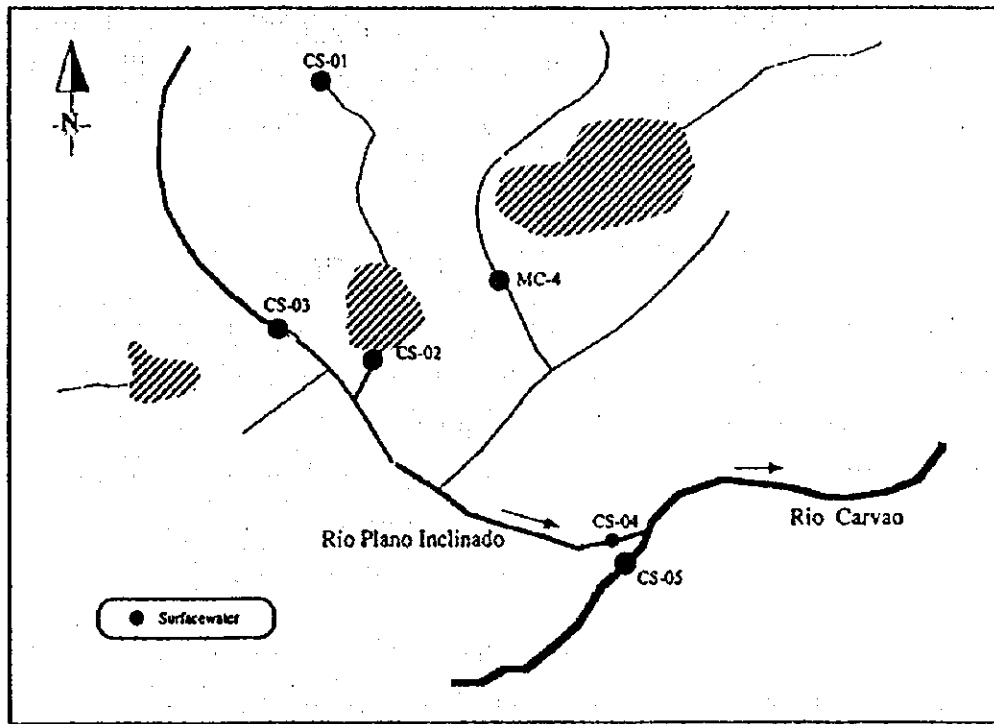 CS-01
-N-
MC-4
CS-03
CS-02
Rio Carvao
CS-04
Rio Plano Inclinado
CS-05
Surfacewater